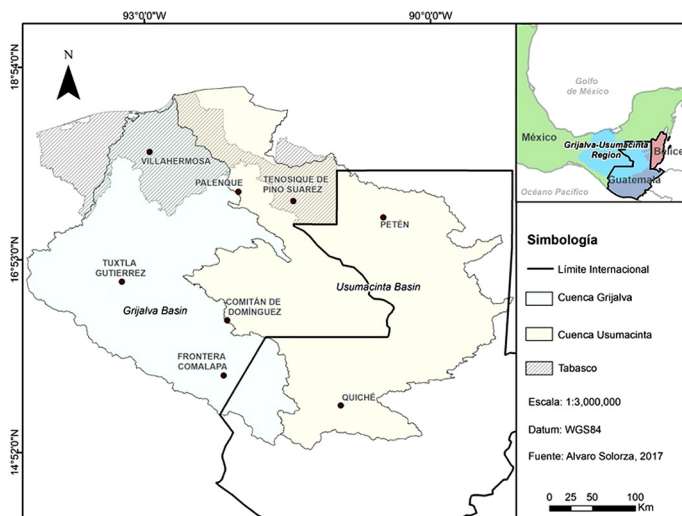 93°0'0"W
90°0'0"W
18°54'0"N
16°53'0"N
14°52'0"N
N
VILLAHERMOSA
PALENQUE
TENOSIQUE DE
PINO SUAREZ
PETÉN
TUXTLA
GUTIERREZ
Usumacinta Basin
Grijalva Basin
COMITÁN DE
DOMÍNGUEZ
FRONTERA
COMALAPA
QUICHÉ
Golfo
de México
México
Grijalva-Usumacinta
Region
Belice
Guatemala
Océano Pacífico
Simbología
Límite Internacional
Cuenca Grijalva
Cuenca Usumacinta
Tabasco
Escala: 1:3,000,000
Datum: WGS84
Fuente: Alvaro Solorza, 2017
0 25 50 100
Km